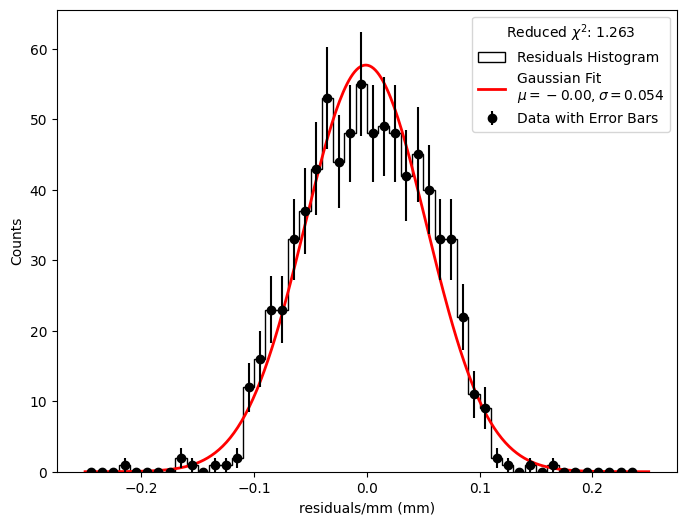 Reduced χ²: 1.263
Residuals Histogram
Gaussian Fit
μ = −0.00, σ = 0.054
Data with Error Bars
Counts
60
50
40
30
20
10
0
−0.2 −0.1 0.0 0.1 0.2
residuals/mm (mm)